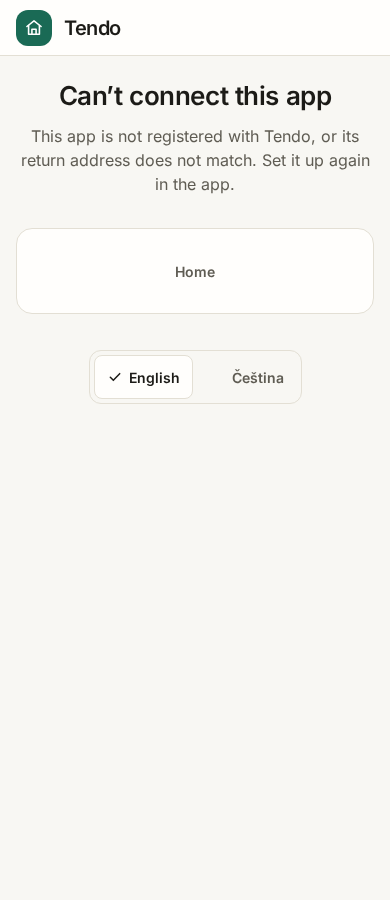 Tendo
Can’t connect this app
This app is not registered with Tendo, or its
return address does not match. Set it up again
in the app.
Home
English
Čeština